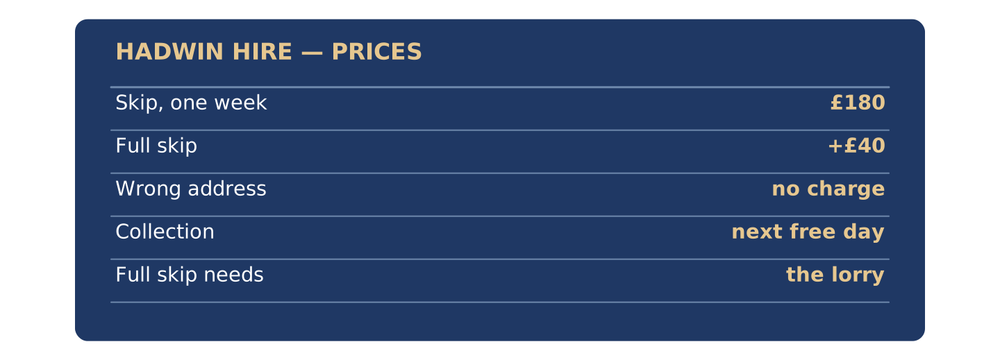 HADWIN HIRE — PRICES
Skip, one week £180
Full skip +£40
Wrong address no charge
Collection next free day
Full skip needs the lorry